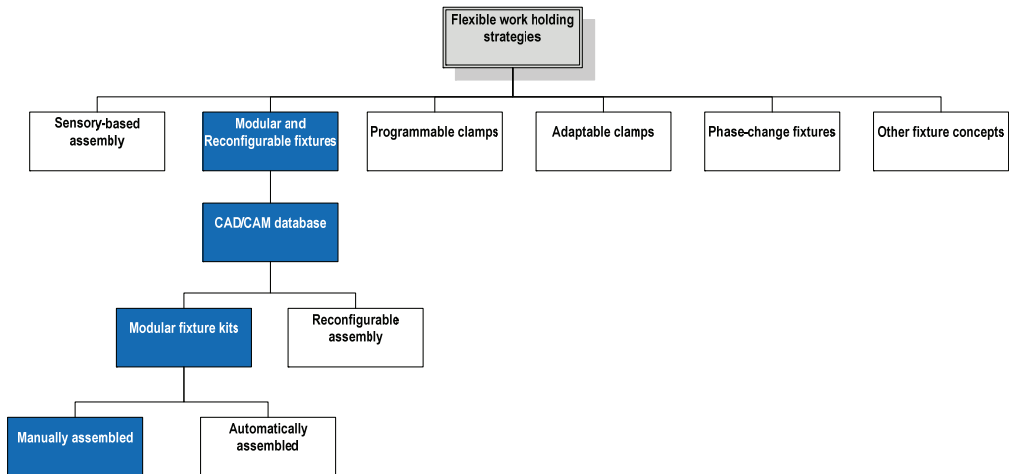 Flexible work holding
strategies
Sensory-based
assembly
Modular and
Reconfigurable fixtures
Programmable clamps
Adaptable clamps
Phase-change fixtures
Other fixture concepts
CAD/CAM database
Modular fixture kits
Reconfigurable
assembly
Manually assembled
Automatically
assembled